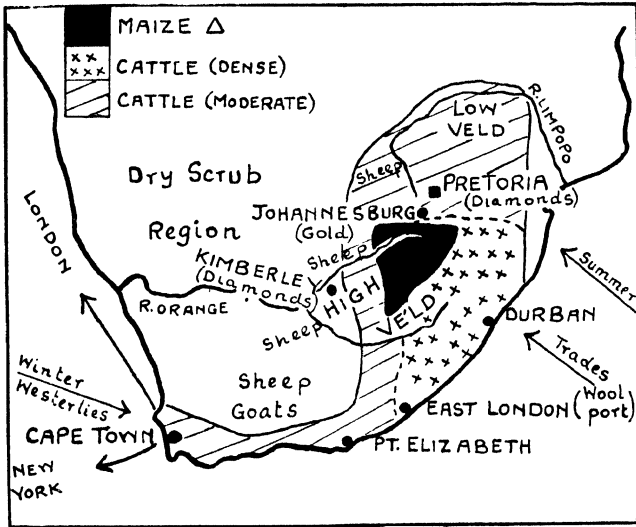 MAIZE Δ
CATTLE (DENSE)
CATTLE (MODERATE)
LOW
VELD
R. LIMPOPO
Dry Scrub
Region
Sheep
PRETORIA
(Diamonds)
JOHANNESBURG
(Gold)
LONDON
Sheep
KIMBERLE
(Diamonds)
HIGH
VELD
R. ORANGE
Sheep
Summer
DURBAN
Trades
Winter
Westerlies
Sheep
Goats
EAST LONDON (Wool
port)
CAPE TOWN
PT. ELIZABETH
NEW
YORK